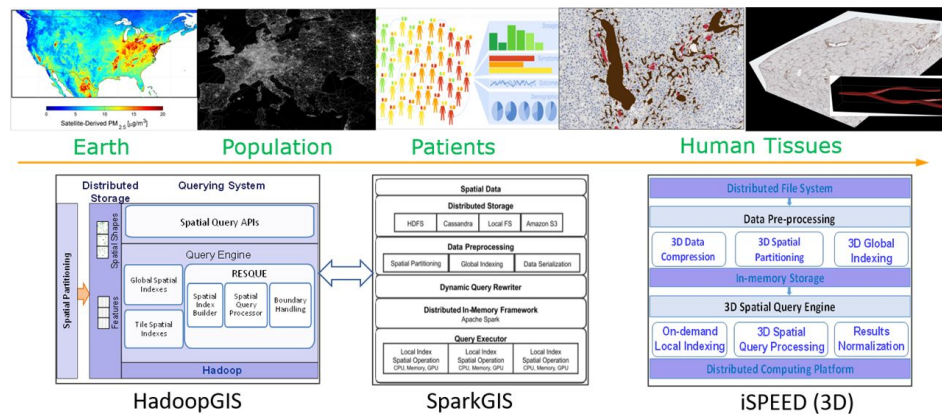 0 5 10 15 20
Satellite-Derived PM2.5 [µg/m³]
Earth
Population
Patients
Human Tissues
Spatial Partitioning
Distributed
Storage
Spatial Shapes
Features
Querying System
Spatial Query APIs
Query Engine
Global Spatial
Indexes
Tile Spatial
Indexes
RESQUE
Spatial
Index
Builder
Spatial
Query
Processor
Boundary
Handling
Hadoop
HadoopGIS
Spatial Data
Distributed Storage
HDFS
Cassandra
Local FS
Amazon S3
Data Preprocessing
Spatial Partitioning
Global Indexing
Data Serialization
Dynamic Query Rewriter
Distributed In-Memory Framework
Apache Spark
Query Executor
Local Index
Spatial Operation
CPU, Memory, GPU
Local Index
Spatial Operation
CPU, Memory, GPU
Local Index
Spatial Operation
CPU, Memory, GPU
SparkGIS
Distributed File System
Data Pre-processing
3D Data
Compression
3D Spatial
Partitioning
3D Global
Indexing
In-memory Storage
3D Spatial Query Engine
On-demand
Local Indexing
3D Spatial
Query Processing
Results
Normalization
Distributed Computing Platform
iSPEED (3D)